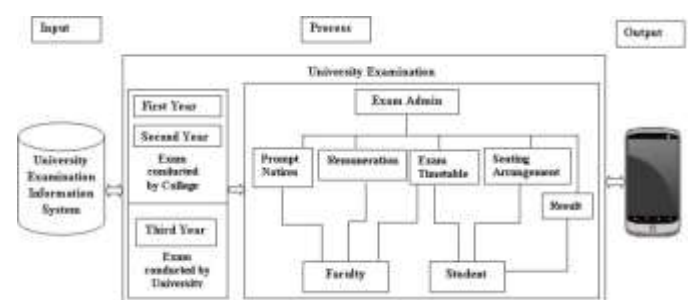 Input
Process
Output
University Examination
First Year
Second Year
Exam
conducted
by College
Third Year
Exam
conducted by
University
University
Examination
Information
System
Exam Admin
Prompt
Notices
Remuneration
Exam
Timetable
Seating
Arrangement
Result
Faculty
Student